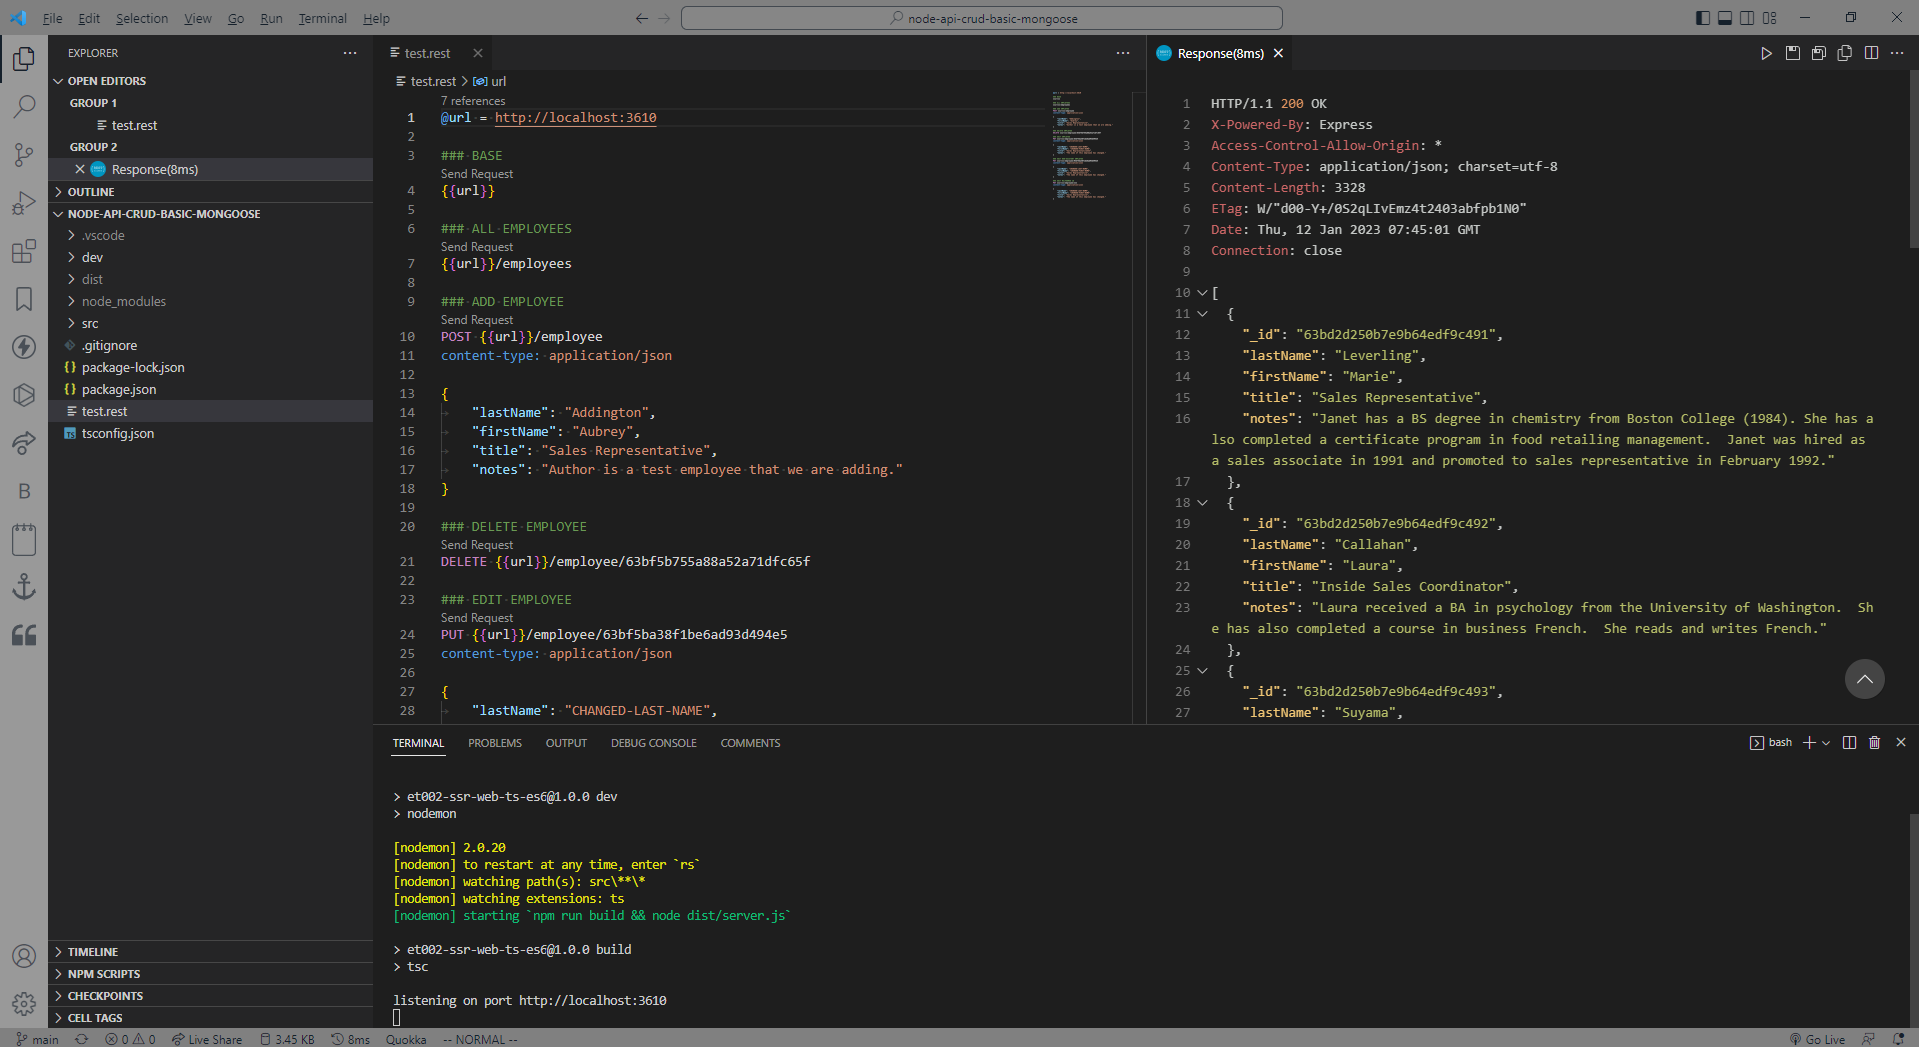 File Edit Selection View Go Run Terminal Help
node-api-crud-basic-mongoose
EXPLORER
OPEN EDITORS
GROUP 1
test.rest
GROUP 2
Response(8ms)
OUTLINE
NODE-API-CRUD-BASIC-MONGOOSE
.vscode
dev
dist
node_modules
src
.gitignore
package-lock.json
package.json
test.rest
tsconfig.json
TIMELINE
NPM SCRIPTS
CHECKPOINTS
CELL TAGS
test.rest
test.rest > url
7 references
1 @url = http://localhost:3610
2
3 ### BASE
Send Request
4 {{url}}
5
6 ### ALL EMPLOYEES
Send Request
7 {{url}}/employees
8
9 ### ADD EMPLOYEE
Send Request
10 POST {{url}}/employee
11 content-type: application/json
12
13 {
14 "lastName": "Addington",
15 "firstName": "Aubrey",
16 "title": "Sales Representative",
17 "notes": "Author is a test employee that we are adding."
18 }
19
20 ### DELETE EMPLOYEE
Send Request
21 DELETE {{url}}/employee/63bf5b755a88a52a71dfc65f
22
23 ### EDIT EMPLOYEE
Send Request
24 PUT {{url}}/employee/63bf5ba38f1be6ad93d494e5
25 content-type: application/json
26
27 {
28 "lastName": "CHANGED-LAST-NAME",
Response(8ms)
1 HTTP/1.1 200 OK
2 X-Powered-By: Express
3 Access-Control-Allow-Origin: *
4 Content-Type: application/json; charset=utf-8
5 Content-Length: 3328
6 ETag: W/"d00-Y+/0S2qLIvEmz4t2403abfpb1N0"
7 Date: Thu, 12 Jan 2023 07:45:01 GMT
8 Connection: close
9
10 [
11 {
12 "_id": "63bd2d250b7e9b64edf9c491",
13 "lastName": "Leverling",
14 "firstName": "Marie",
15 "title": "Sales Representative",
16 "notes": "Janet has a BS degree in chemistry from Boston College (1984). She has a
lso completed a certificate program in food retailing management.  Janet was hired as
a sales associate in 1991 and promoted to sales representative in February 1992."
17 },
18 {
19 "_id": "63bd2d250b7e9b64edf9c492",
20 "lastName": "Callahan",
21 "firstName": "Laura",
22 "title": "Inside Sales Coordinator",
23 "notes": "Laura received a BA in psychology from the University of Washington.  Sh
e has also completed a course in business French.  She reads and writes French."
24 },
25 {
26 "_id": "63bd2d250b7e9b64edf9c493",
27 "lastName": "Suyama",
TERMINAL PROBLEMS OUTPUT DEBUG CONSOLE COMMENTS
bash
> et002-ssr-web-ts-es6@1.0.0 dev
> nodemon
[nodemon] 2.0.20
[nodemon] to restart at any time, enter `rs`
[nodemon] watching path(s): src\**\*
[nodemon] watching extensions: ts
[nodemon] starting `npm run build && node dist/server.js`
> et002-ssr-web-ts-es6@1.0.0 build
> tsc
listening on port http://localhost:3610
main 0 0 Live Share 3.45 KB 8ms Quokka -- NORMAL -- Go Live